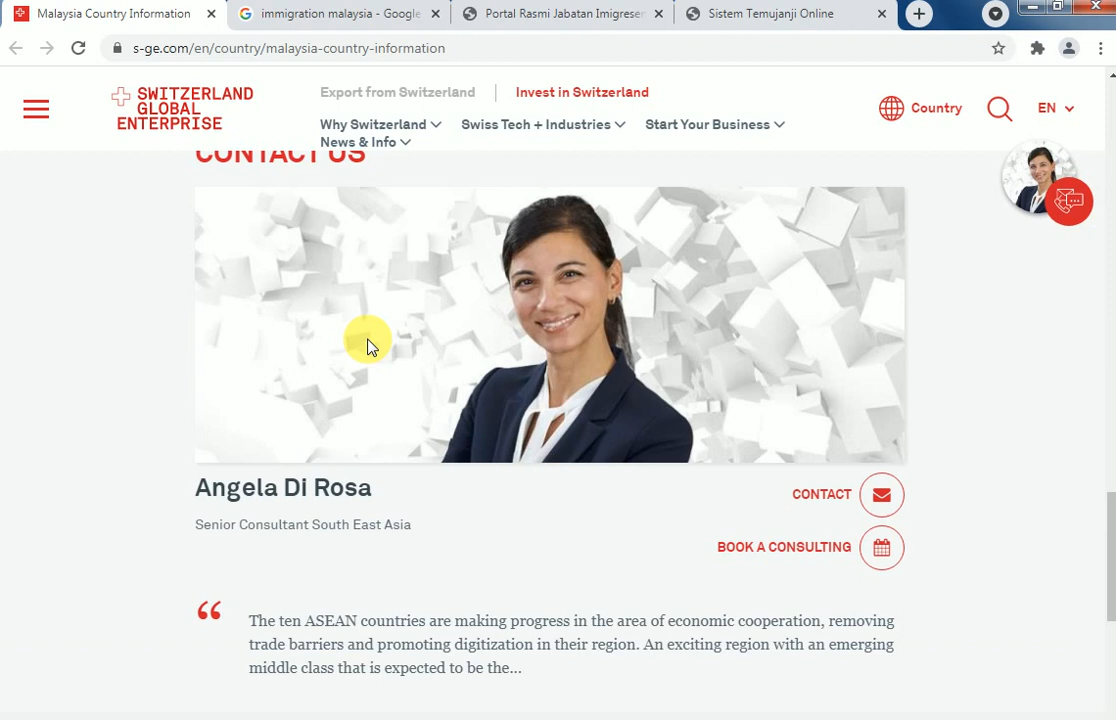 Malaysia Country Information
immigration malaysia - Google
Portal Rasmi Jabatan Imigresen
Sistem Temujanji Online
s-ge.com/en/country/malaysia-country-information
SWITZERLAND
GLOBAL
ENTERPRISE
Export from Switzerland
Invest in Switzerland
Why Switzerland
Swiss Tech + Industries
Start Your Business
News & Info
Country
EN
CONTACT US
Angela Di Rosa
Senior Consultant South East Asia
CONTACT
BOOK A CONSULTING
“
The ten ASEAN countries are making progress in the area of economic cooperation, removing
trade barriers and promoting digitization in their region. An exciting region with an emerging
middle class that is expected to be the...